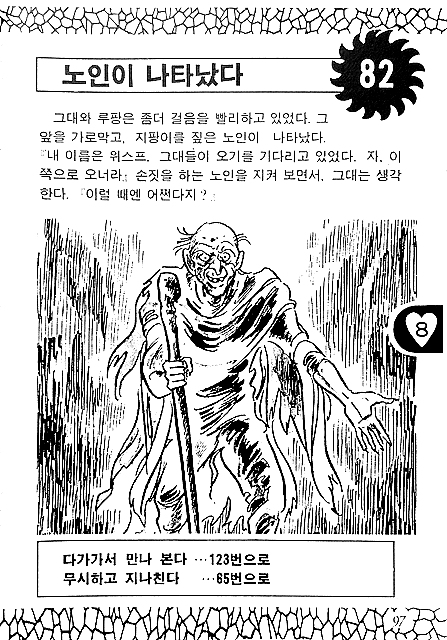 노인이 나타났다
82
그대와 루팡은 좀더 걸음을 빨리하고 있었다. 그
앞을 가로막고, 지팡이를 짚은 노인이 나타났다.
『내 이름은 위스프, 그대들이 오기를 기다리고 있었다. 자, 이
쪽으로 오너라』 손짓을 하는 노인을 지켜 보면서, 그대는 생각
한다. 『이럴 때엔 어쩐다지?』
8
다가가서 만나 본다 …123번으로
무시하고 지나친다 …65번으로
97